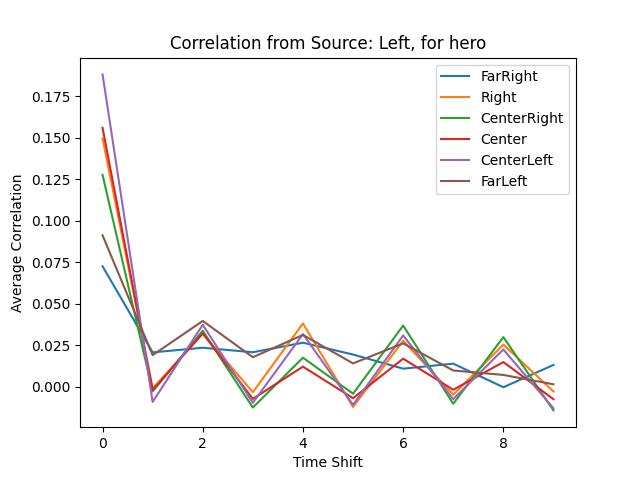 Correlation from Source: Left, for hero
FarRight
Right
CenterRight
Center
CenterLeft
FarLeft
Average Correlation
0.175
0.150
0.125
0.100
0.075
0.050
0.025
0.000
0 2 4 6 8
Time Shift